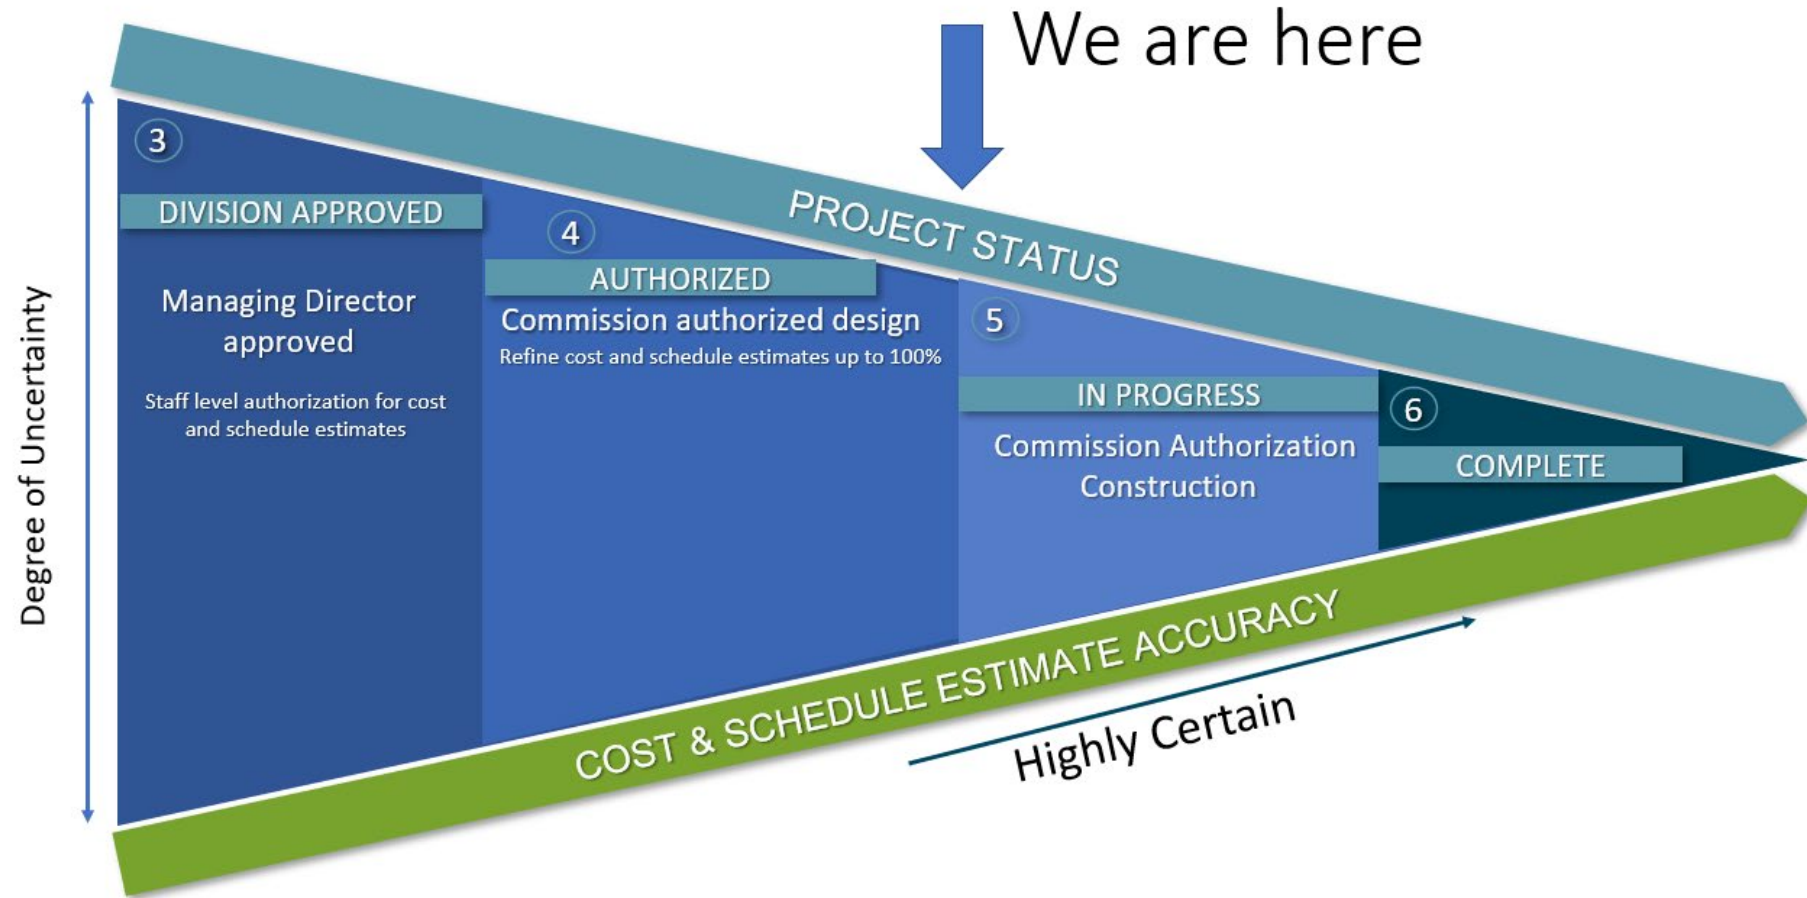 We are here
PROJECT STATUS
3
DIVISION APPROVED
Managing Director
approved
Staff level authorization for cost
and schedule estimates
4
AUTHORIZED
Commission authorized design
Refine cost and schedule estimates up to 100%
5
IN PROGRESS
Commission Authorization
Construction
6
COMPLETE
Degree of Uncertainty
COST & SCHEDULE ESTIMATE ACCURACY
Highly Certain